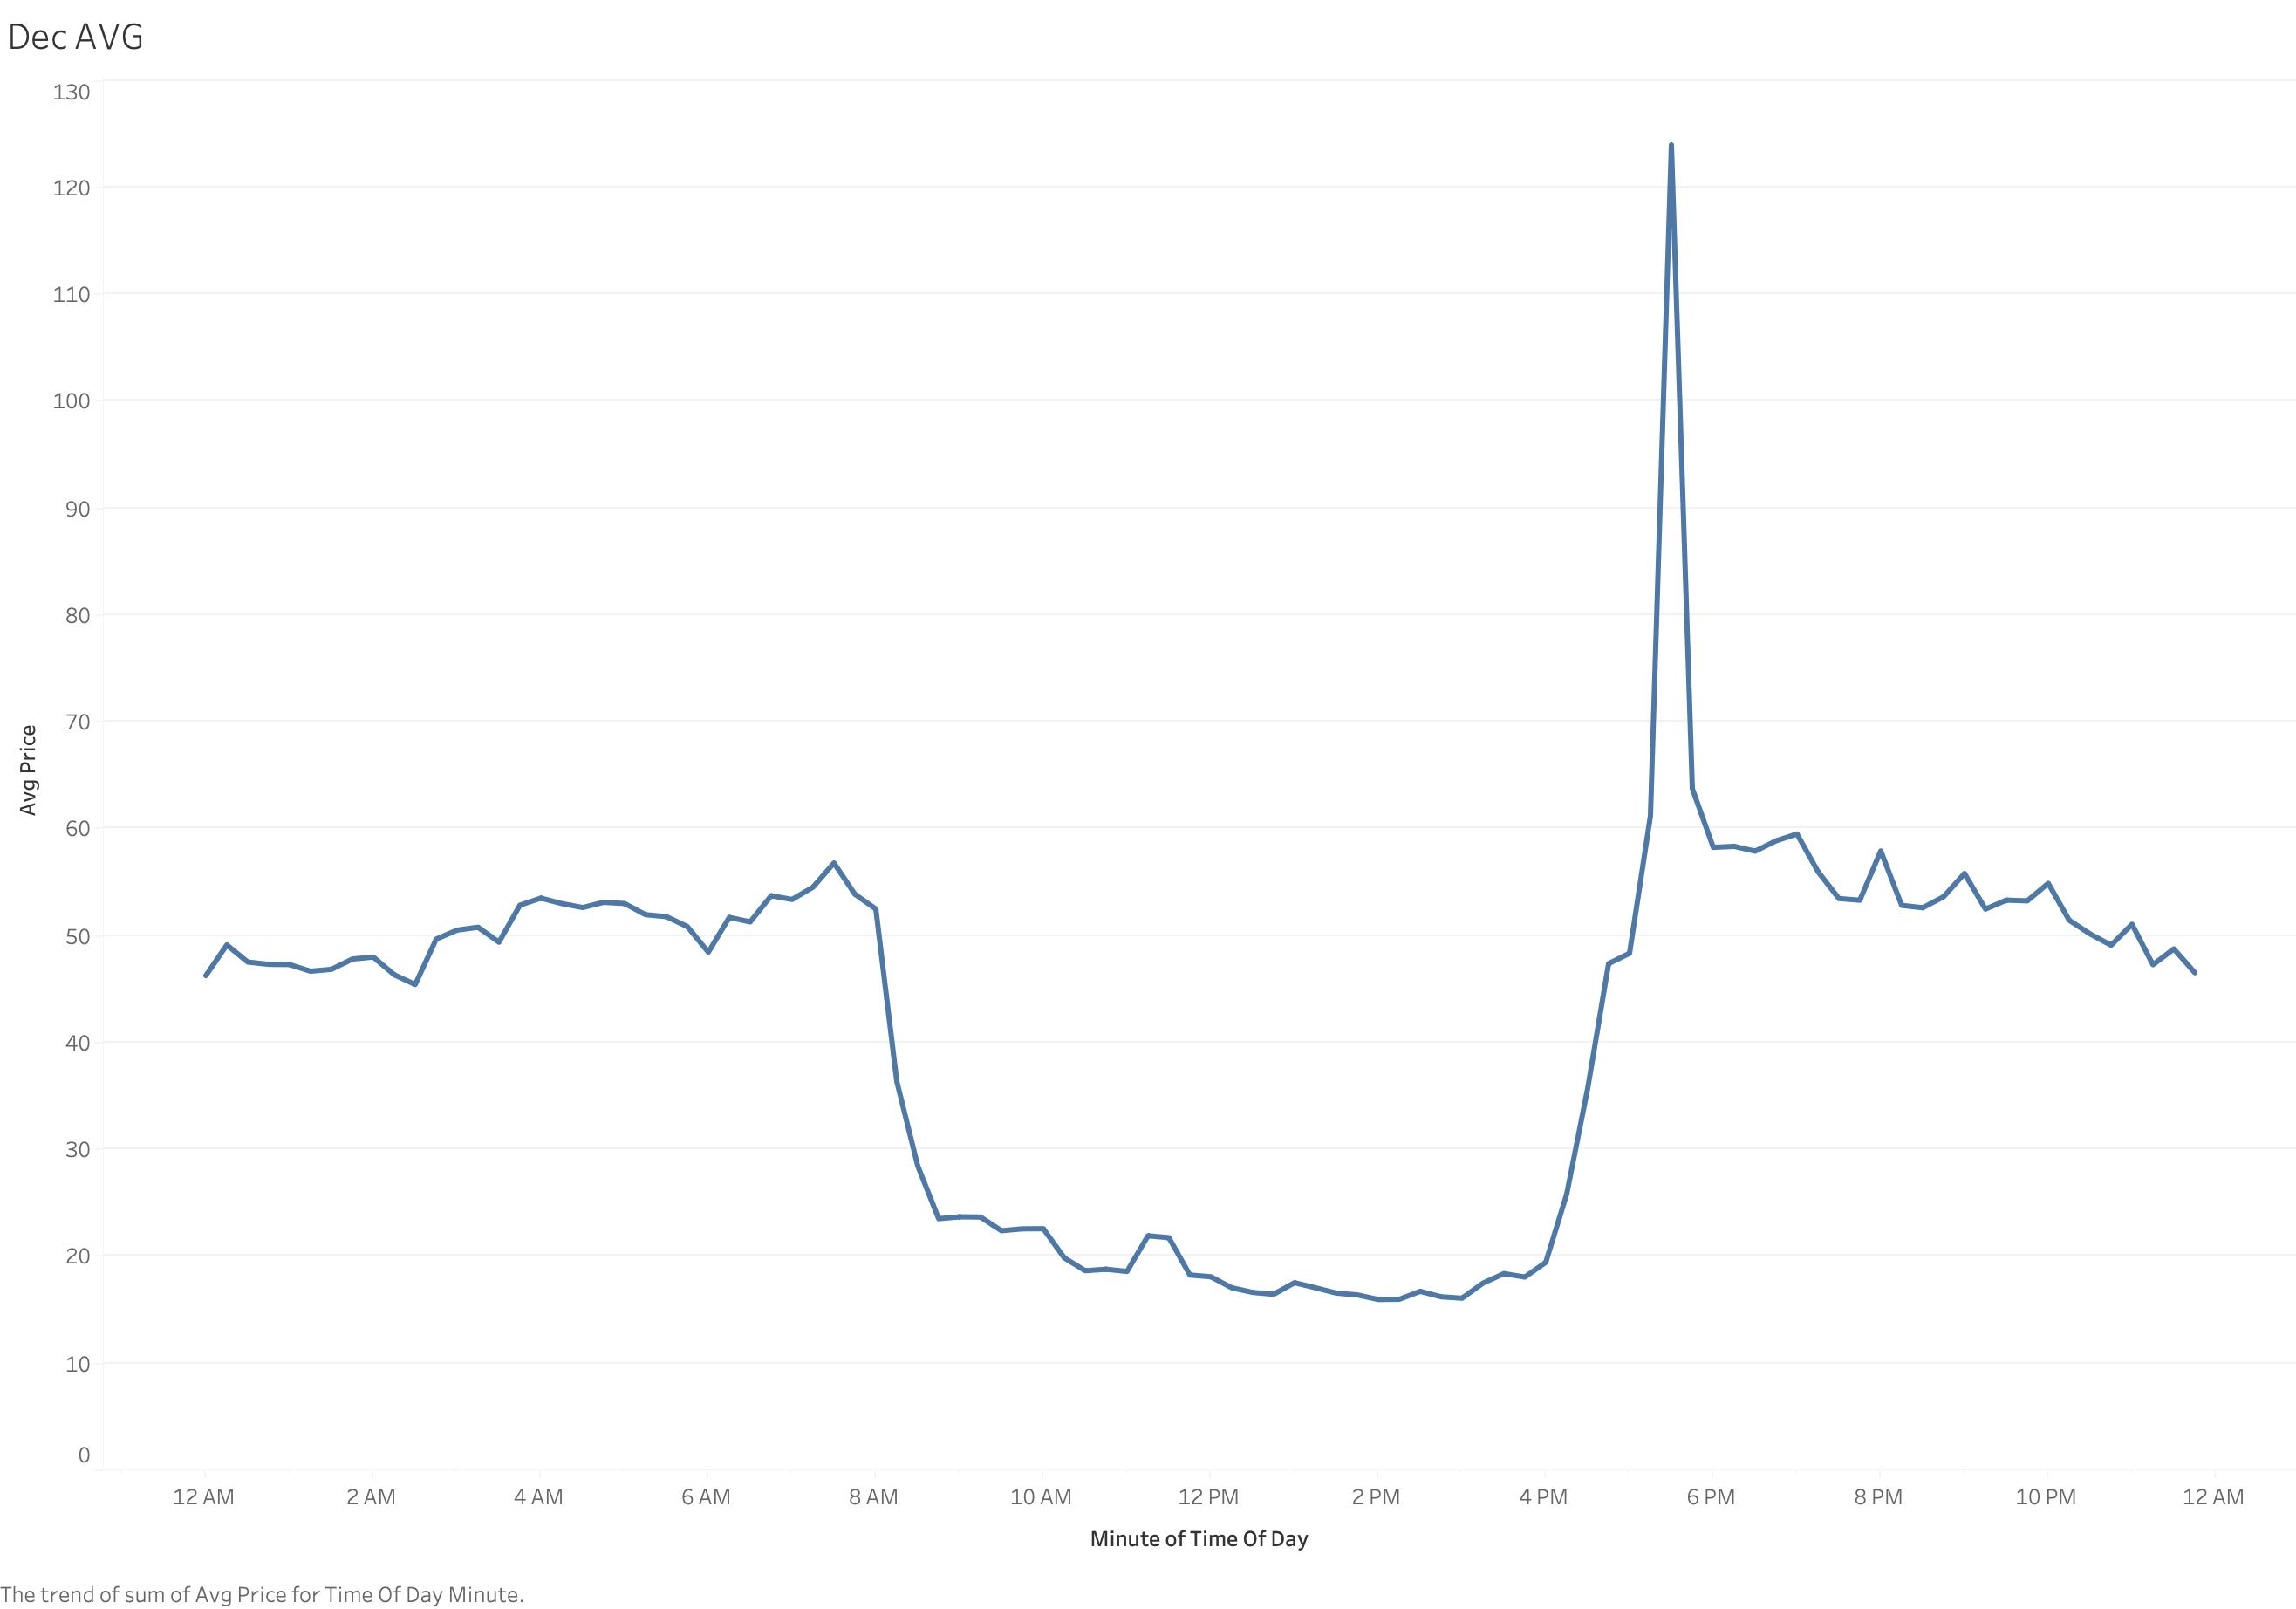 Dec AVG
130
120
110
100
90
80
70
60
50
40
30
20
10
0
Avg Price
12 AM 2 AM 4 AM 6 AM 8 AM 10 AM 12 PM 2 PM 4 PM 6 PM 8 PM 10 PM 12 AM
Minute of Time Of Day
The trend of sum of Avg Price for Time Of Day Minute.